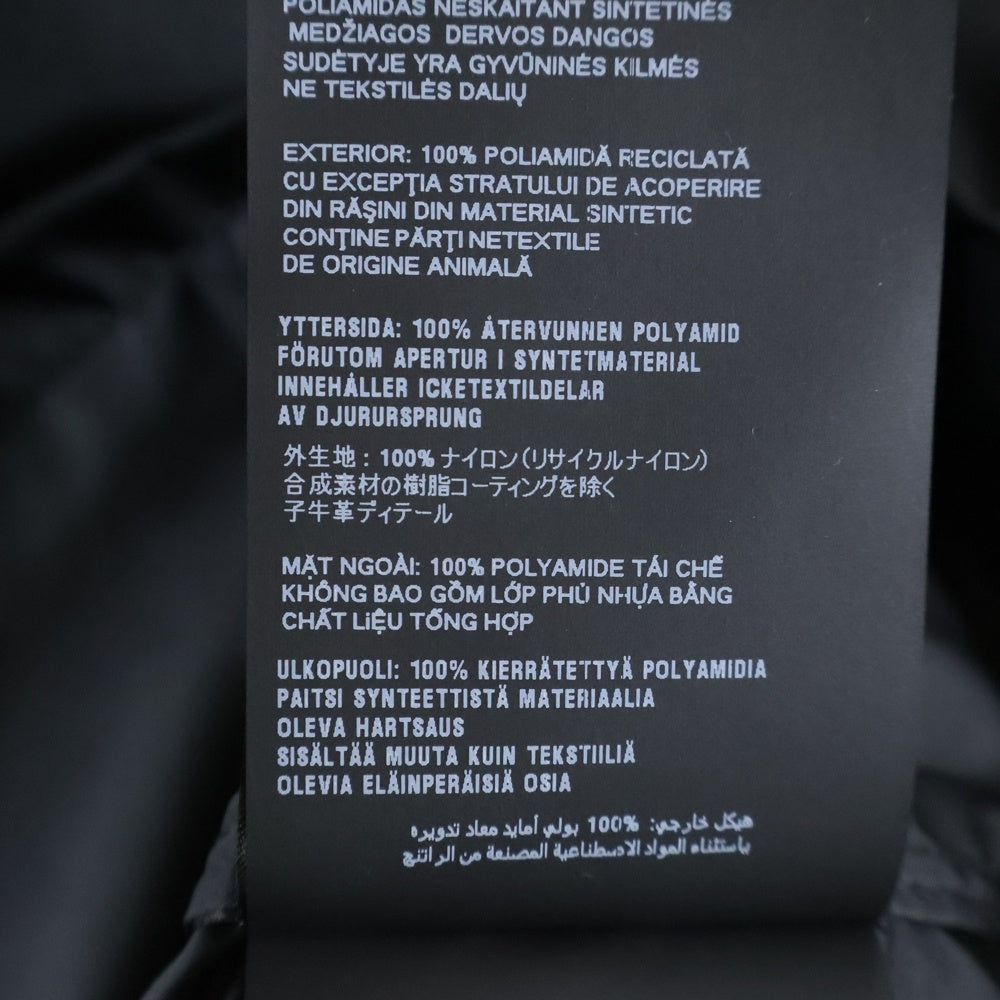 POLIAMIDAS NESKAITANT SINTETINĖS
MEDŽIAGOS DERVOS DANGOS
SUDĖTYJE YRA GYVŪNINĖS KILMĖS
NE TEKSTILĖS DALIŲ
EXTERIOR: 100% POLIAMIDĂ RECICLATĂ
CU EXCEPŢIA STRATULUI DE ACOPERIRE
DIN RĂŞINI DIN MATERIAL SINTETIC
CONŢINE PĂRŢI NETEXTILE
DE ORIGINE ANIMALĂ
YTTERSIDA: 100% ÅTERVUNNEN POLYAMID
FÖRUTOM APERTUR I SYNTETMATERIAL
INNEHÅLLER ICKETEXTILDELAR
AV DJURURSPRUNG
外生地：100% ナイロン（リサイクルナイロン）
合成素材の樹脂コーティングを除く
子牛革ディテール
MẶT NGOÀI: 100% POLYAMIDE TÁI CHẾ
KHÔNG BAO GỒM LỚP PHỦ NHỰA BẰNG
CHẤT LIỆU TỔNG HỢP
ULKOPUOLI: 100% KIERRÄTETTYÄ POLYAMIDIA
PAITSI SYNTEETTISTÄ MATERIAALIA
OLEVA HARTSAUS
SISÄLTÄÄ MUUTA KUIN TEKSTIILIÄ
OLEVIA ELÄINPERÄISIÄ OSIA
هيكل خارجي: 100% بولي أمايد معاد تدويره
باستثناء المواد الاصطناعية المصنعة من الراتنج